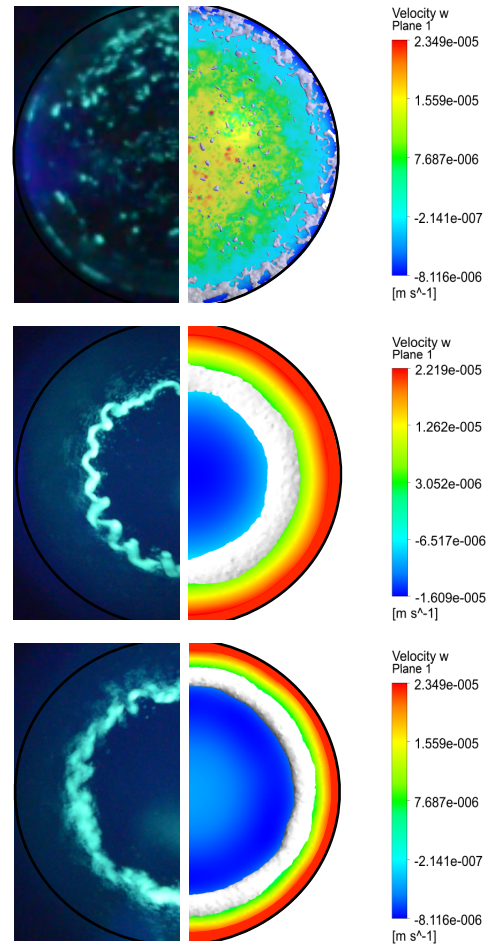 Velocity w
Plane 1
2.349e-005
1.559e-005
7.687e-006
-2.141e-007
-8.116e-006
[m s^-1]
Velocity w
Plane 1
2.219e-005
1.262e-005
3.052e-006
-6.517e-006
-1.609e-005
[m s^-1]
Velocity w
Plane 1
2.349e-005
1.559e-005
7.687e-006
-2.141e-007
-8.116e-006
[m s^-1]